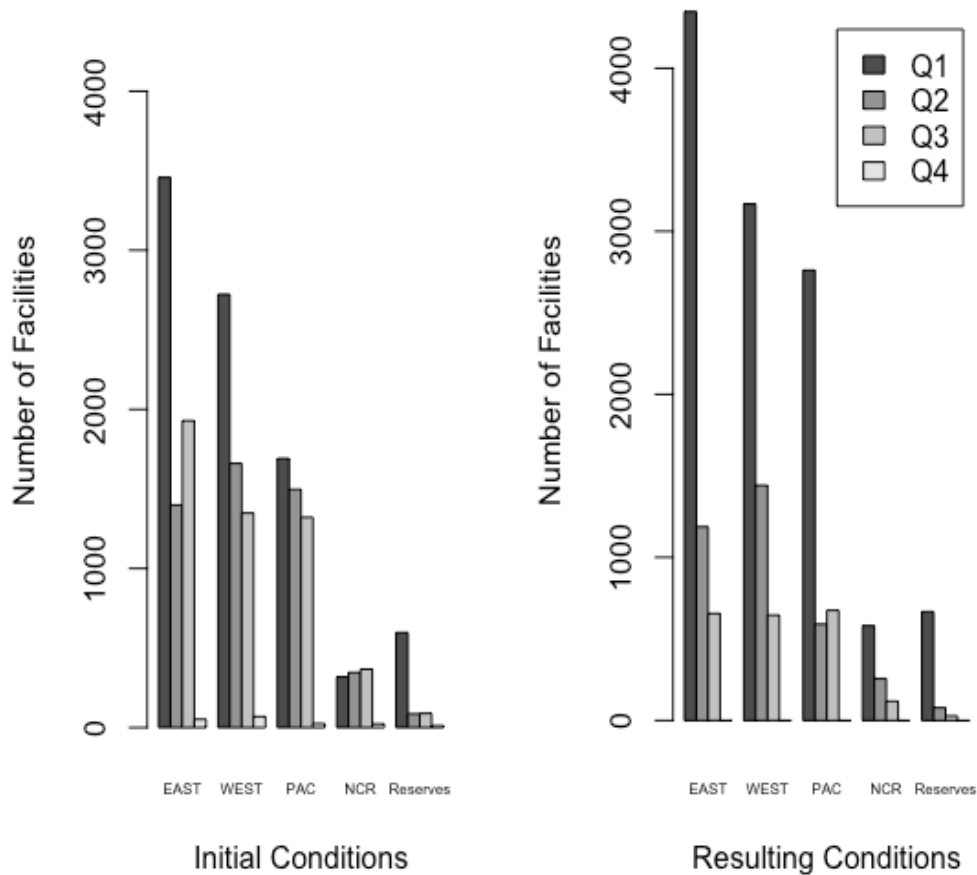 Number of Facilities
4000
3000
2000
1000
0
EAST WEST PAC NCR Reserves
Initial Conditions
Number of Facilities
4000
3000
2000
1000
0
EAST WEST PAC NCR Reserves
Resulting Conditions
Q1
Q2
Q3
Q4